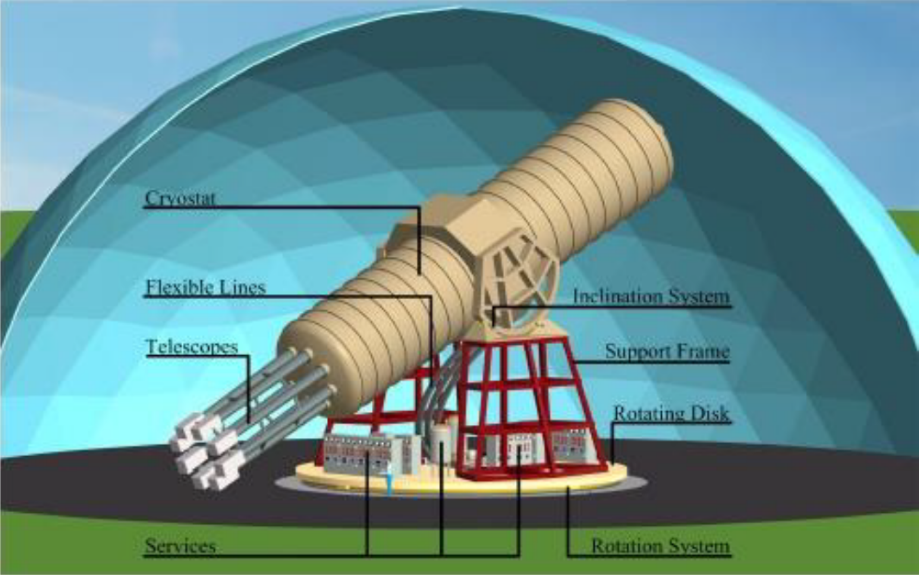 Cryostat
Flexible Lines
Inclination System
Telescopes
Support Frame
Rotating Disk
Services
Rotation System